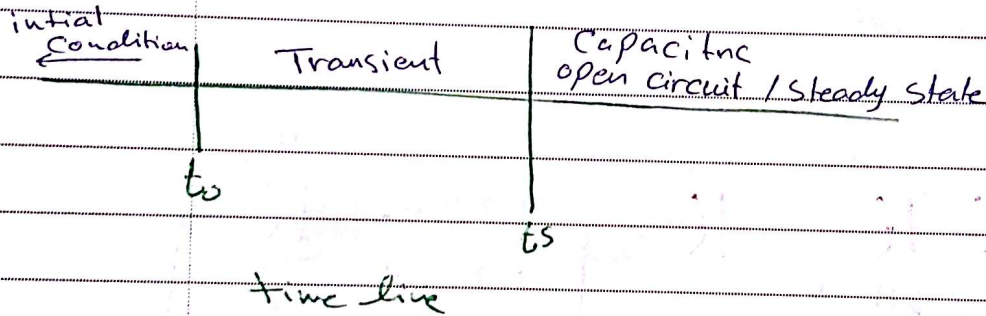 intial
Condition
Transient
Capacitnc
open circuit / steady state
to
ts
time line